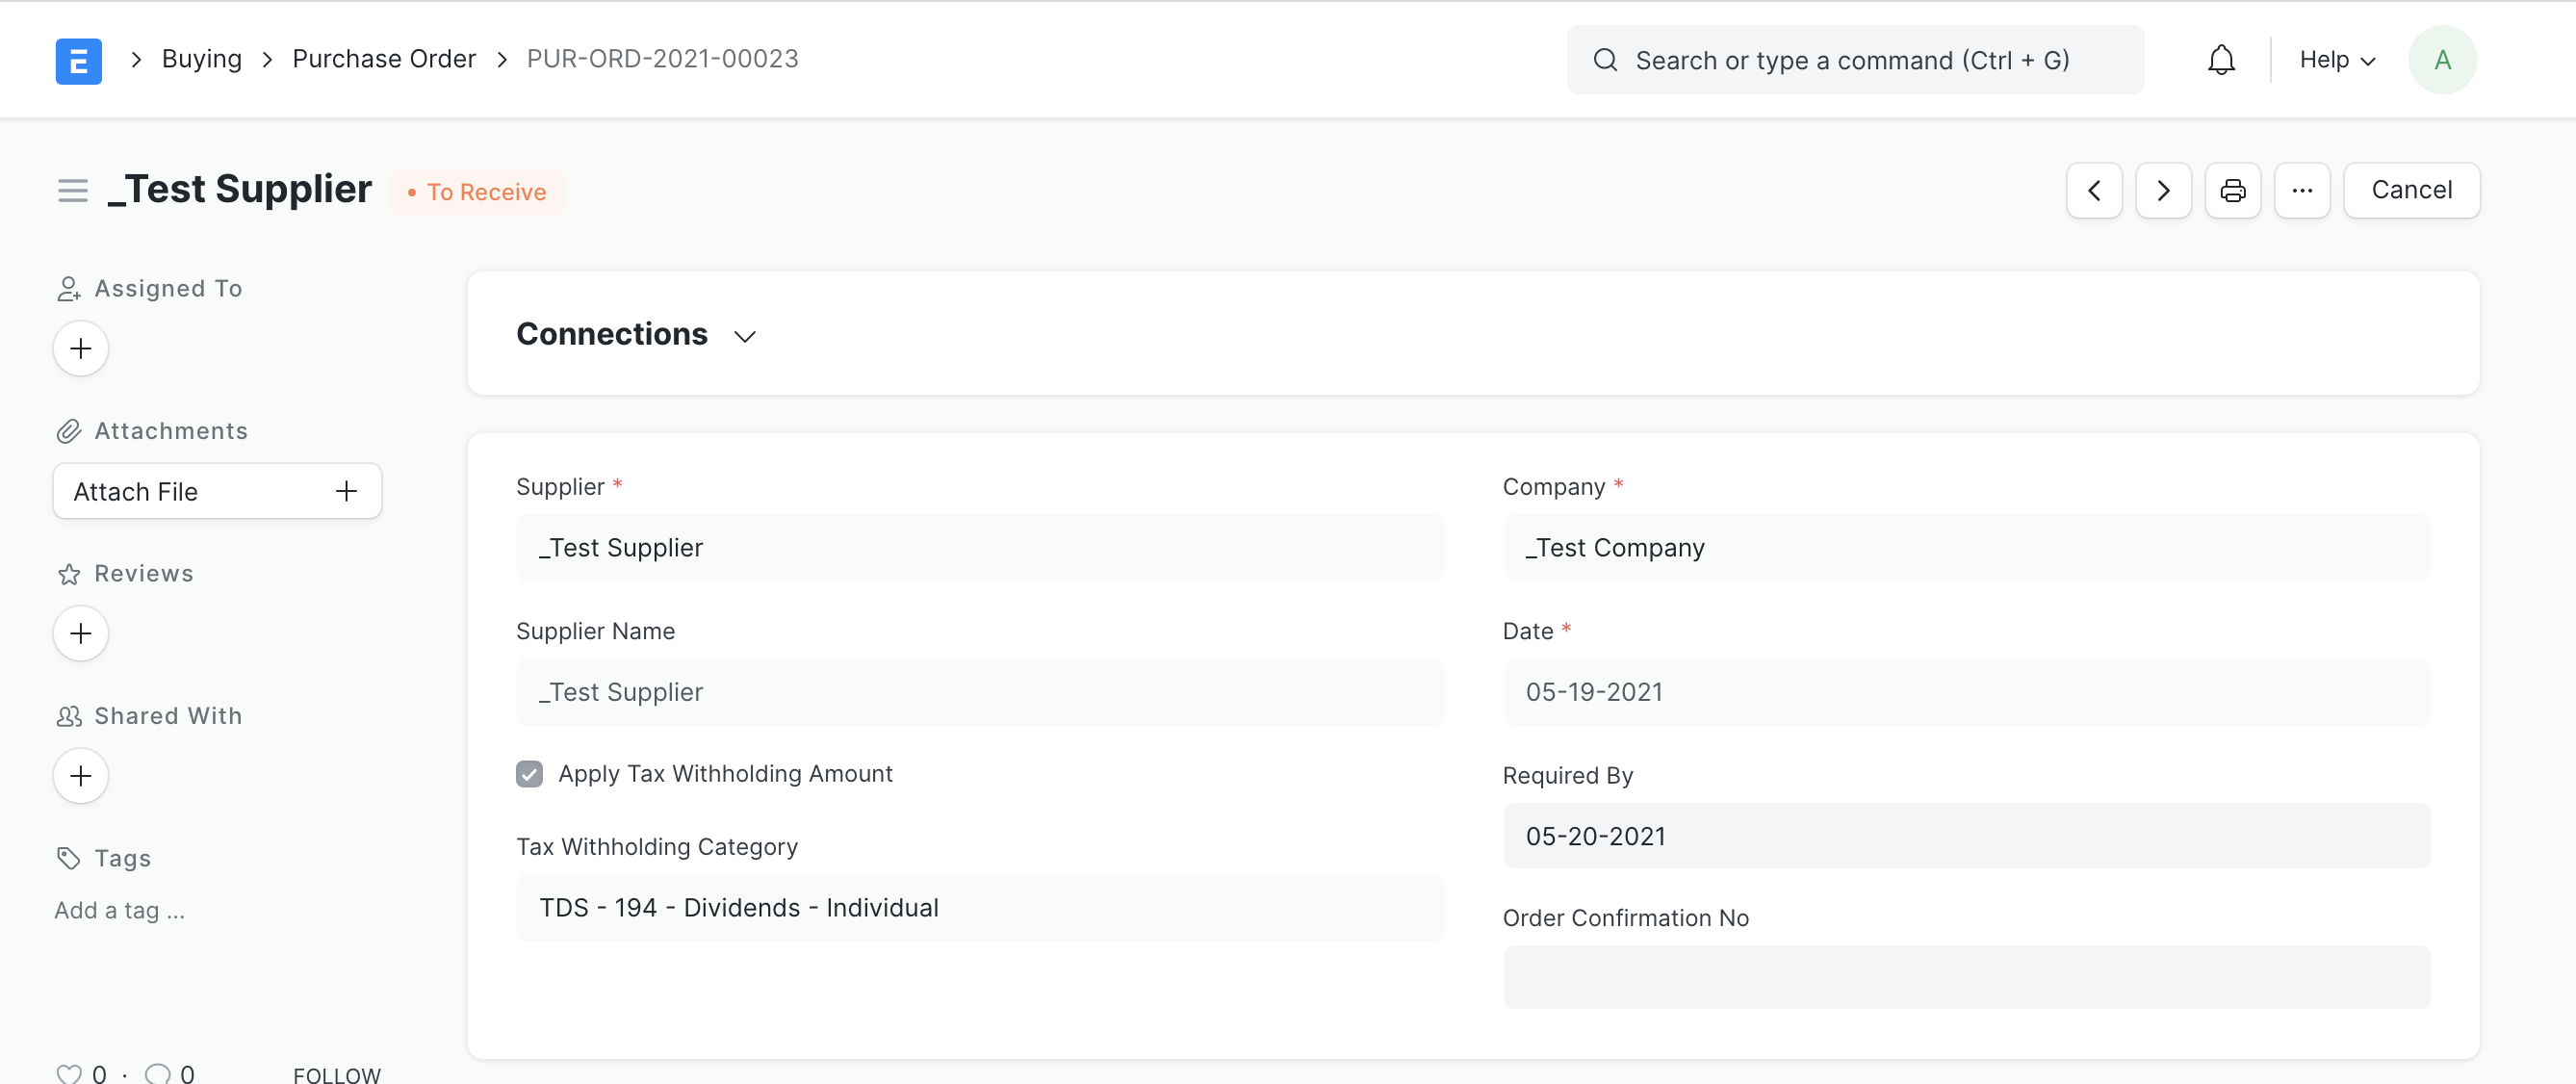 E
Buying
Purchase Order
PUR-ORD-2021-00023
Search or type a command (Ctrl + G)
Help
A
_Test Supplier
• To Receive
Cancel
Assigned To
Attachments
Attach File
Reviews
Shared With
Tags
Add a tag ...
0 · 0
FOLLOW
Connections
Supplier *
_Test Supplier
Supplier Name
_Test Supplier
Apply Tax Withholding Amount
Tax Withholding Category
TDS - 194 - Dividends - Individual
Company *
_Test Company
Date *
05-19-2021
Required By
05-20-2021
Order Confirmation No